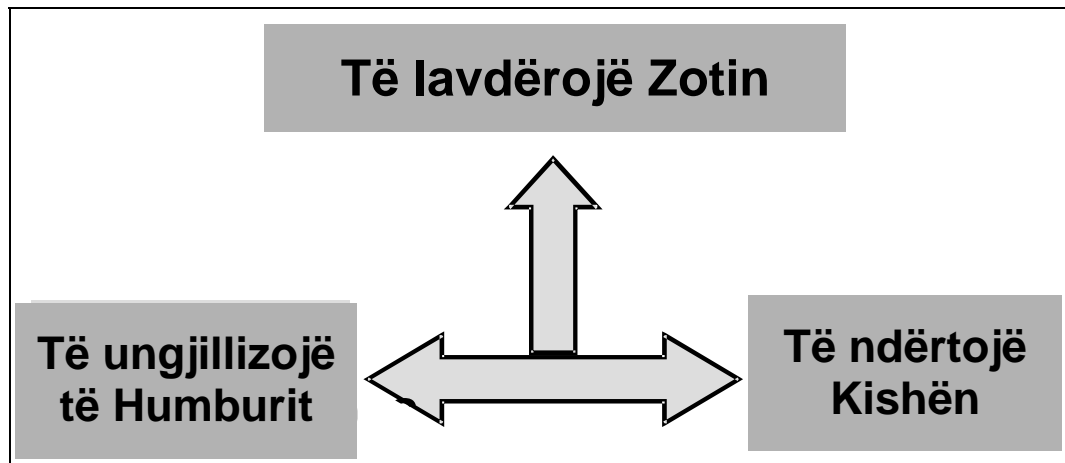 Të lavdërojë Zotin
Të ungjillizojë
të Humburit
Të ndërtojë
Kishën